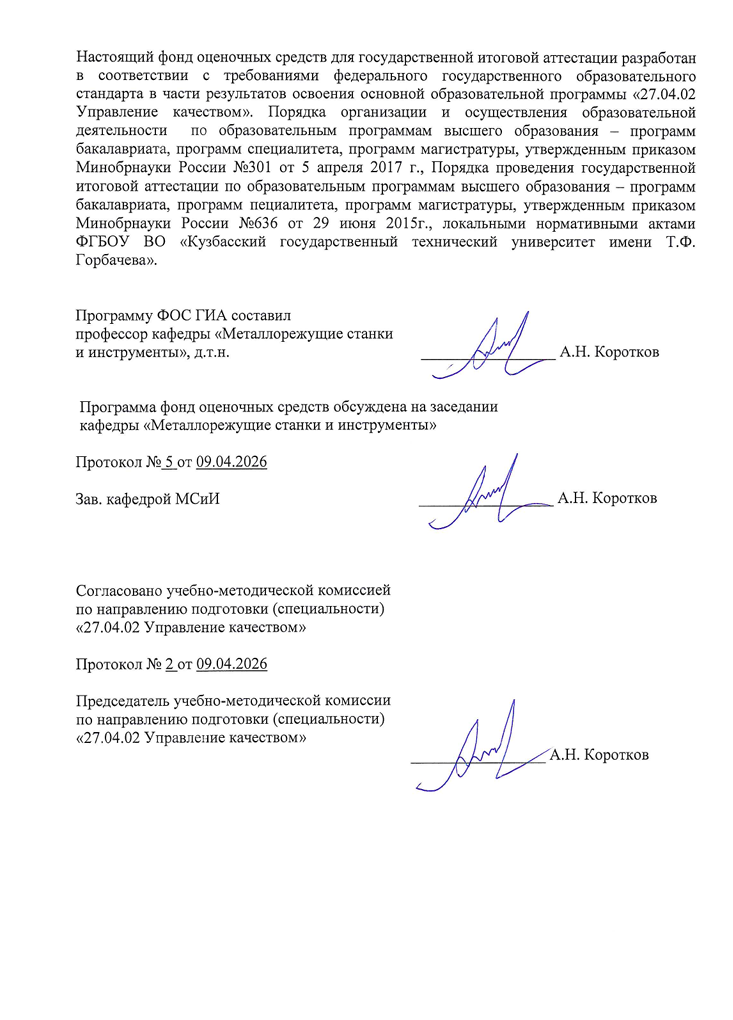 Настоящий фонд оценочных средств для государственной итоговой аттестации разработан
в соответствии с требованиями федерального государственного образовательного
стандарта в части результатов освоения основной образовательной программы «27.04.02
Управление качеством». Порядка организации и осуществления образовательной
деятельности по образовательным программам высшего образования – программ
бакалавриата, программ специалитета, программ магистратуры, утвержденным приказом
Минобрнауки России №301 от 5 апреля 2017 г., Порядка проведения государственной
итоговой аттестации по образовательным программам высшего образования – программ
бакалавриата, программ пециалитета, программ магистратуры, утвержденным приказом
Минобрнауки России №636 от 29 июня 2015г., локальными нормативными актами
ФГБОУ ВО «Кузбасский государственный технический университет имени Т.Ф.
Горбачева».
Программу ФОС ГИА составил
профессор кафедры «Металлорежущие станки
и инструменты», д.т.н. А.Н. Коротков
Программа фонд оценочных средств обсуждена на заседании
кафедры «Металлорежущие станки и инструменты»
Протокол № 5 от 09.04.2026
Зав. кафедрой МСиИ А.Н. Коротков
Согласовано учебно-методической комиссией
по направлению подготовки (специальности)
«27.04.02 Управление качеством»
Протокол № 2 от 09.04.2026
Председатель учебно-методической комиссии
по направлению подготовки (специальности)
«27.04.02 Управление качеством»
А.Н. Коротков